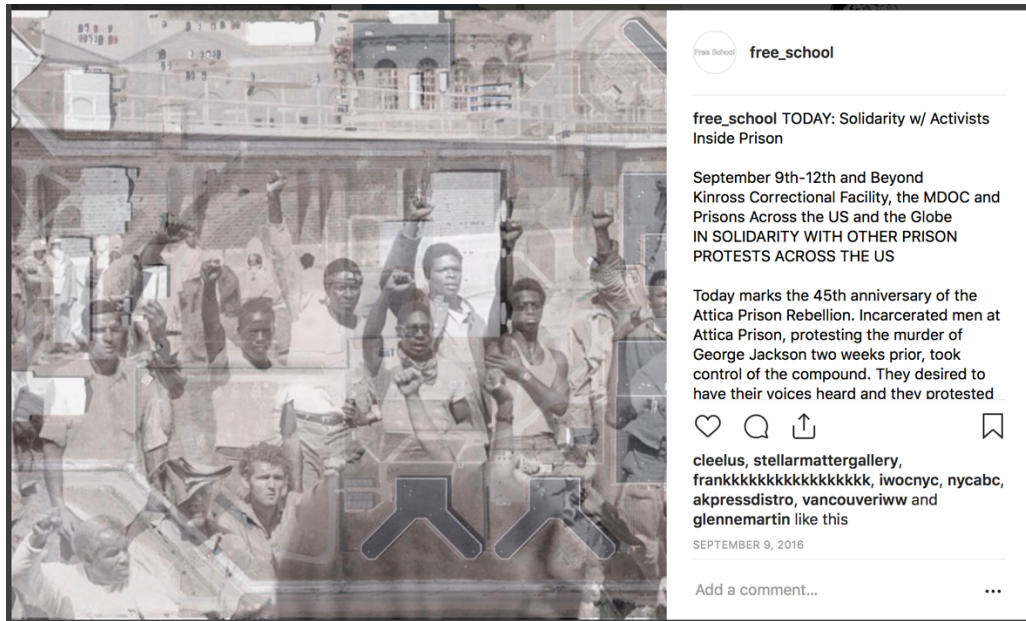 Free School
free_school
free_school TODAY: Solidarity w/ Activists
Inside Prison
September 9th-12th and Beyond
Kinross Correctional Facility, the MDOC and
Prisons Across the US and the Globe
IN SOLIDARITY WITH OTHER PRISON
PROTESTS ACROSS THE US
Today marks the 45th anniversary of the
Attica Prison Rebellion. Incarcerated men at
Attica Prison, protesting the murder of
George Jackson two weeks prior, took
control of the compound. They desired to
have their voices heard and they protested
cleelus, stellarmattergallery,
frankkkkkkkkkkkkkkkkk, iwocnyc, nycabc,
akpressdistro, vancouveriww and
glennemartin like this
SEPTEMBER 9, 2016
Add a comment...